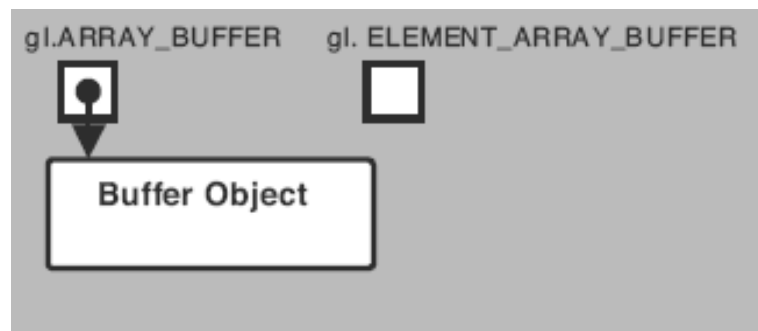 gl.ARRAY_BUFFER
gl. ELEMENT_ARRAY_BUFFER
Buffer Object